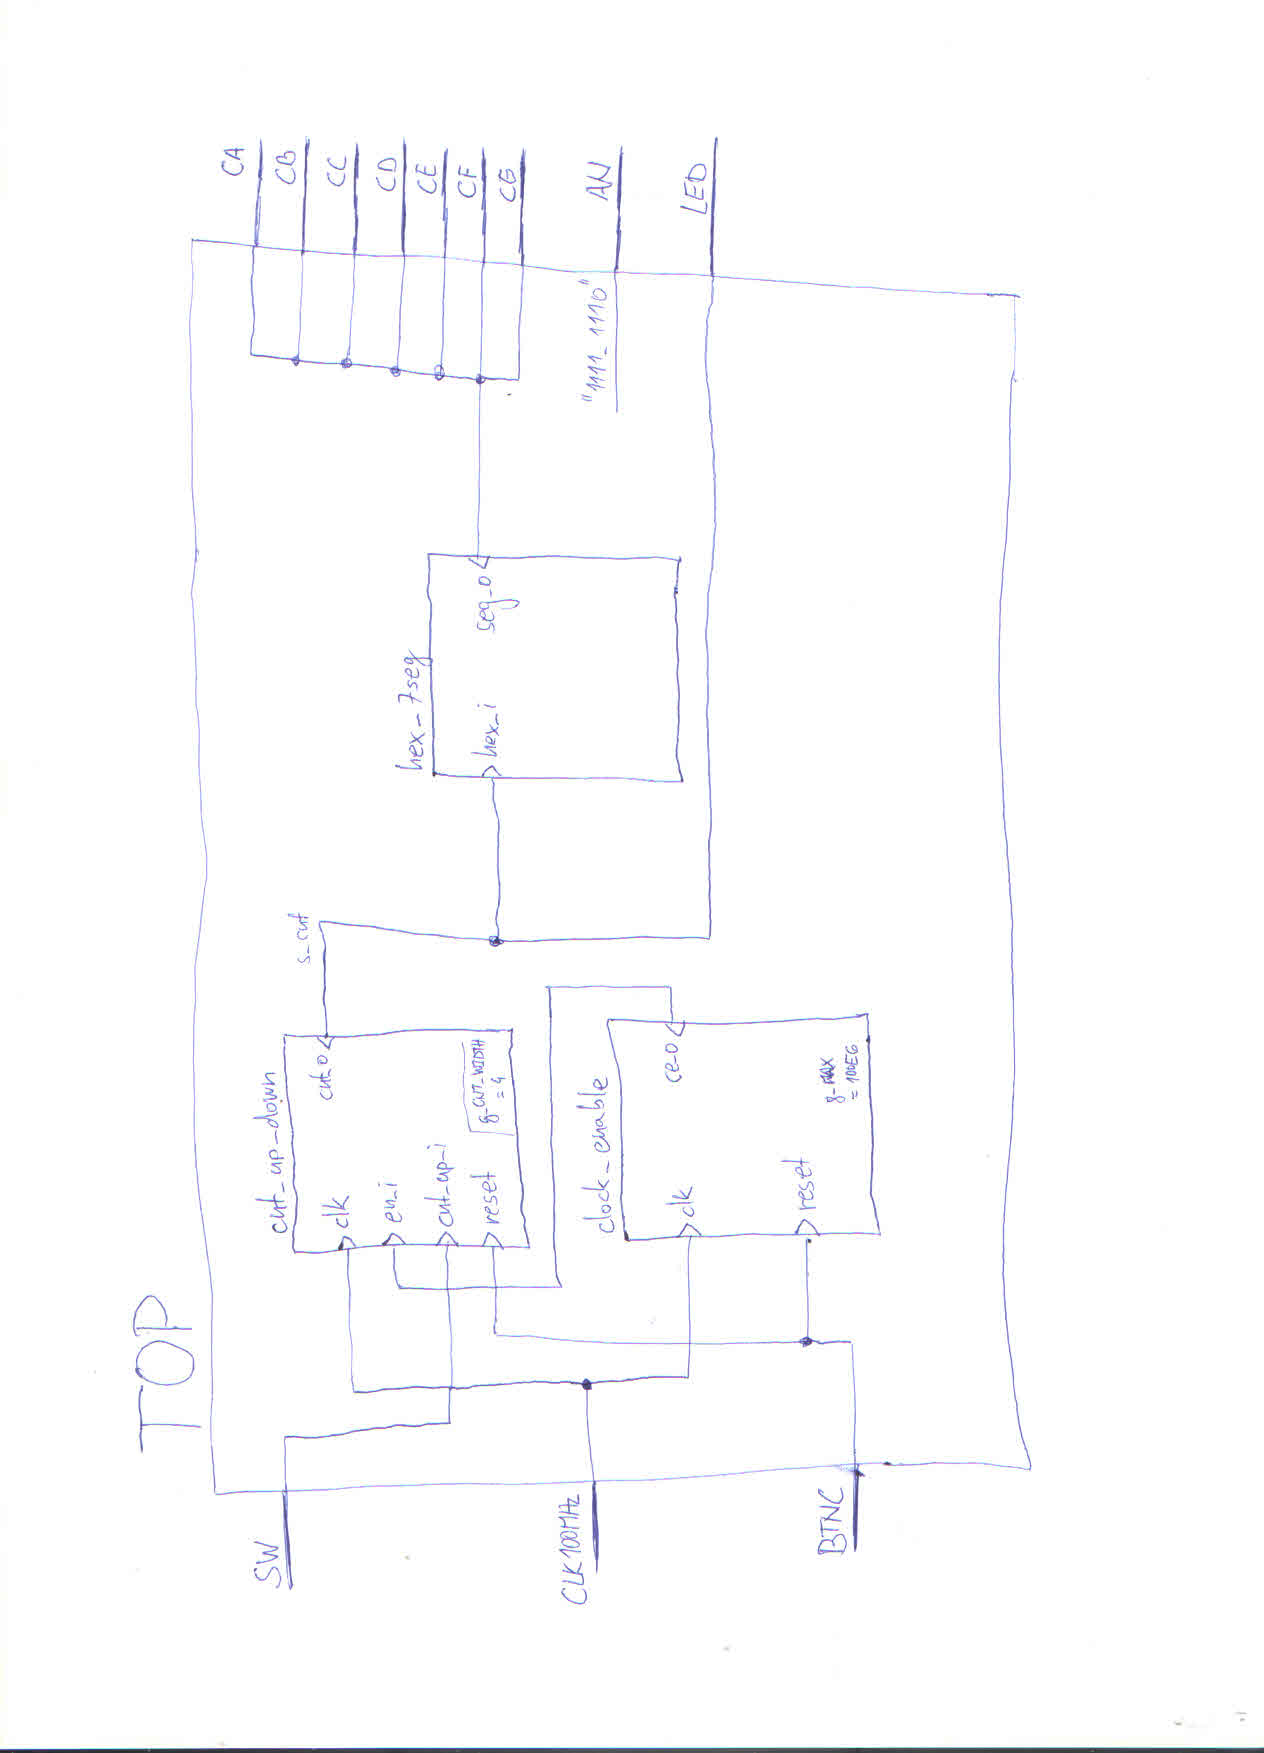 TOP
SW
CLK100MHz
BTNC
cnt_up_down
clk
en_i
cnt_up_i
reset
cnt_o
g_CNT_WIDTH
= 4
s_cnt
clock_enable
clk
reset
ce_o
g_MAX
= 100E6
hex_7seg
hex_i
seg_o
CA
CB
CC
CD
CE
CF
CG
"1111_1110"
AN
LED